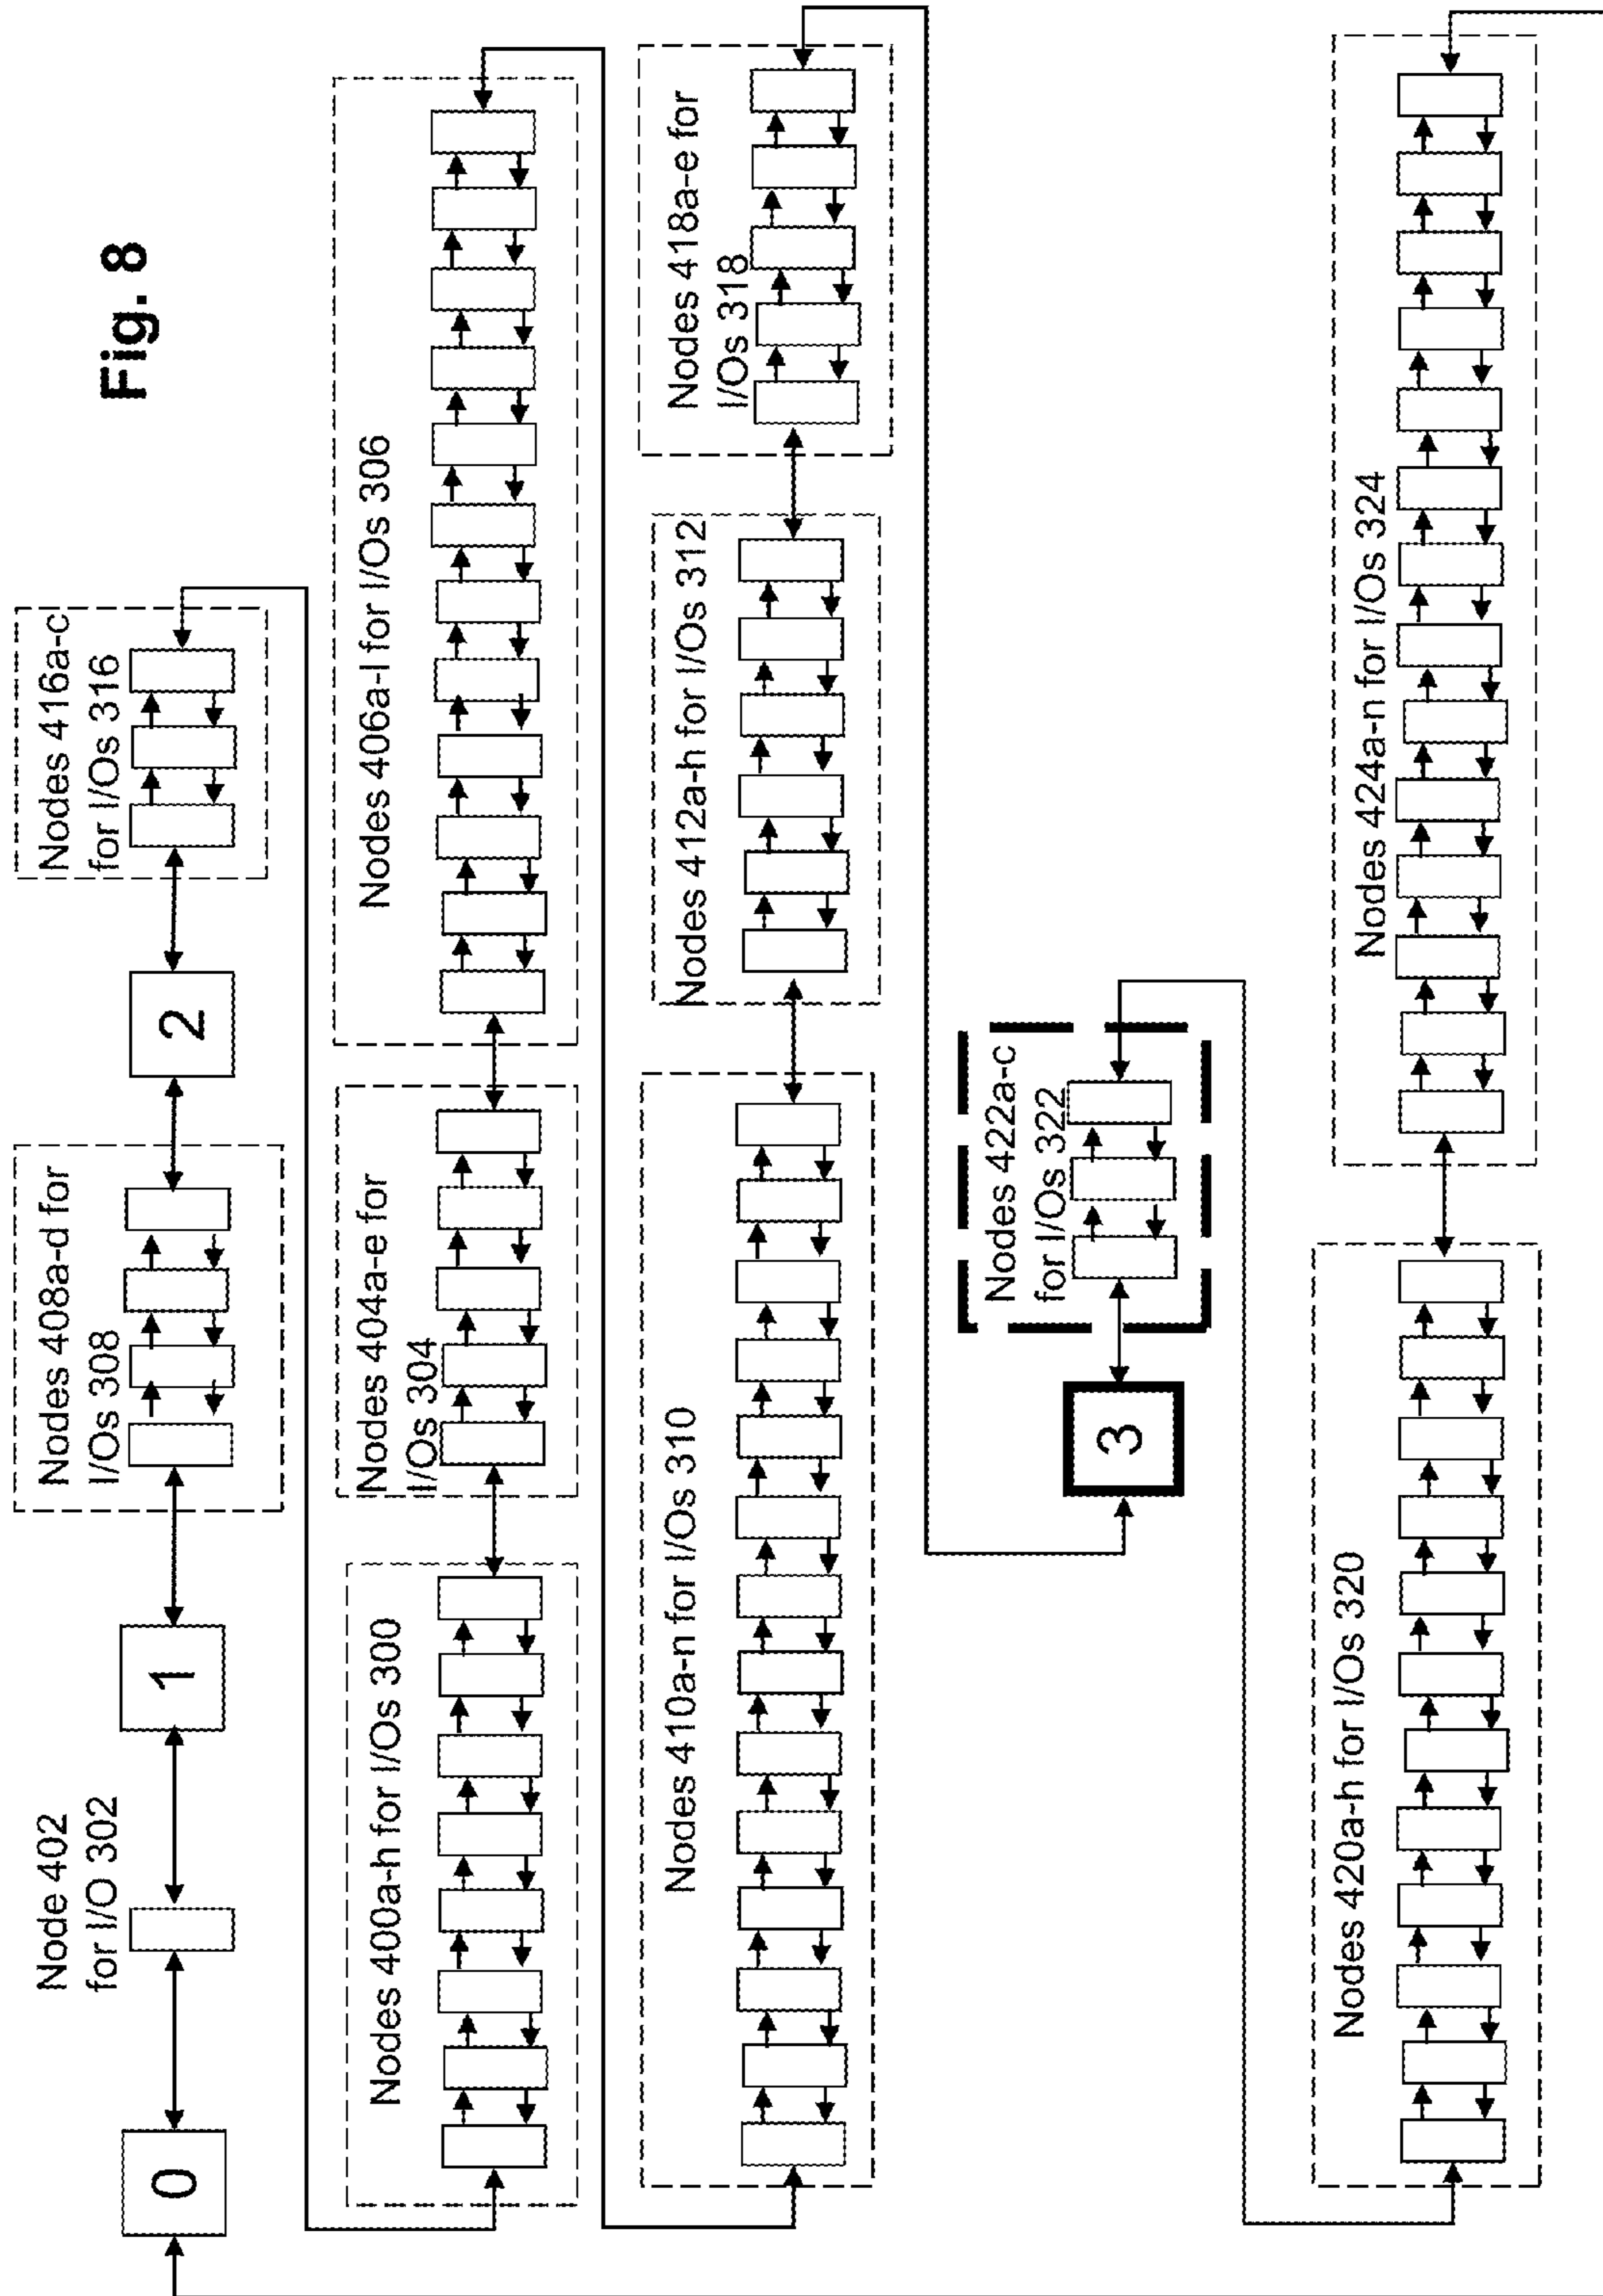 Fig. 8
0
Node 402
for I/O 302
1
Nodes 408a-d for
I/Os 308
2
Nodes 416a-c
for I/Os 316
Nodes 400a-h for I/Os 300
Nodes 404a-e for
I/Os 304
Nodes 406a-l for I/Os 306
Nodes 410a-n for I/Os 310
Nodes 412a-h for I/Os 312
Nodes 418a-e for
I/Os 318
3
Nodes 422a-c
for I/Os 322
Nodes 420a-h for I/Os 320
Nodes 424a-n for I/Os 324